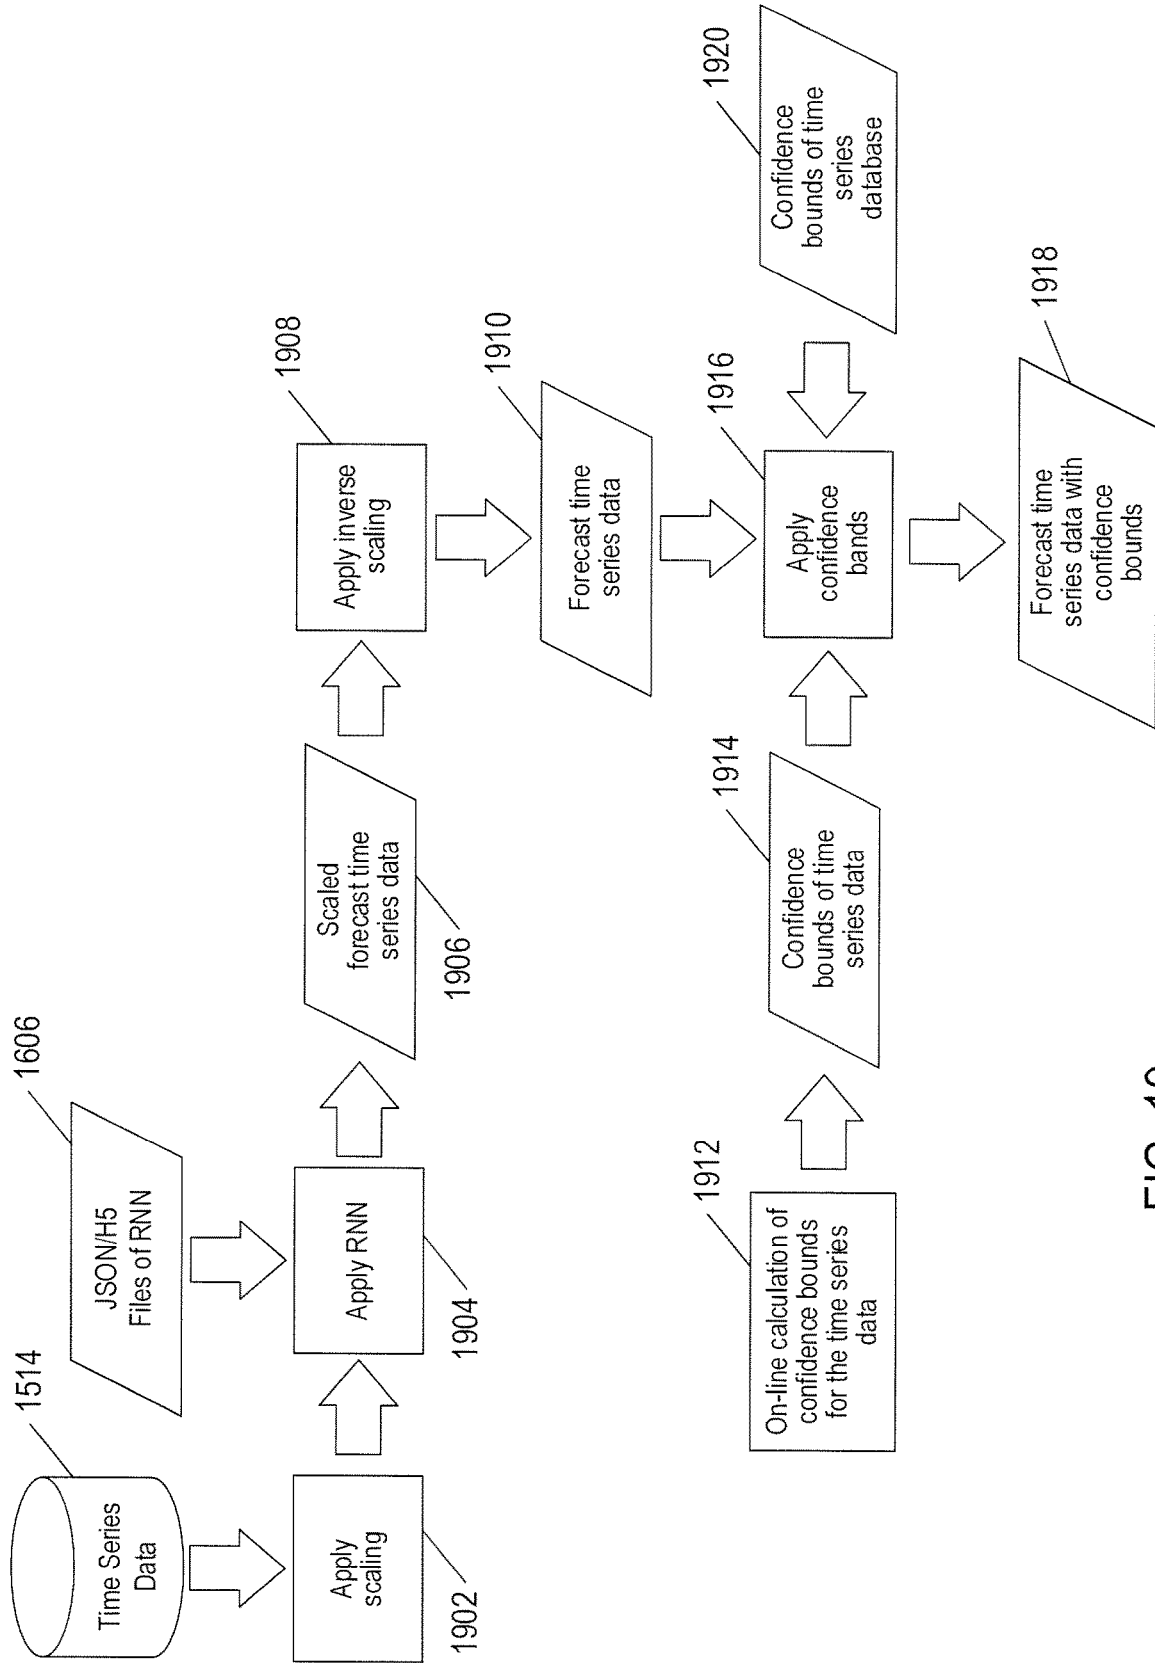 1514
Time Series
Data
1606
JSON/H5
Files of RNN
Apply
scaling
1902
Apply RNN
1904
Scaled
forecast time
series data
1906
Apply inverse
scaling
1908
Forecast time
series data
1910
On-line calculation of
confidence bounds
for the time series
data
1912
Confidence
bounds of time
series data
1914
Apply
confidence
bands
1916
Confidence
bounds of time
series
database
1920
Forecast time
series data with
confidence
bounds
1918